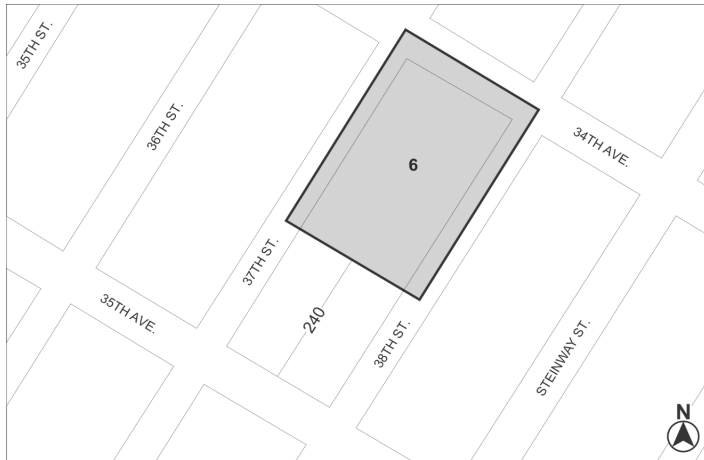 35TH ST.
36TH ST.
6
34TH AVE.
37TH ST.
35TH AVE.
240
38TH ST.
STEINWAY ST.
N